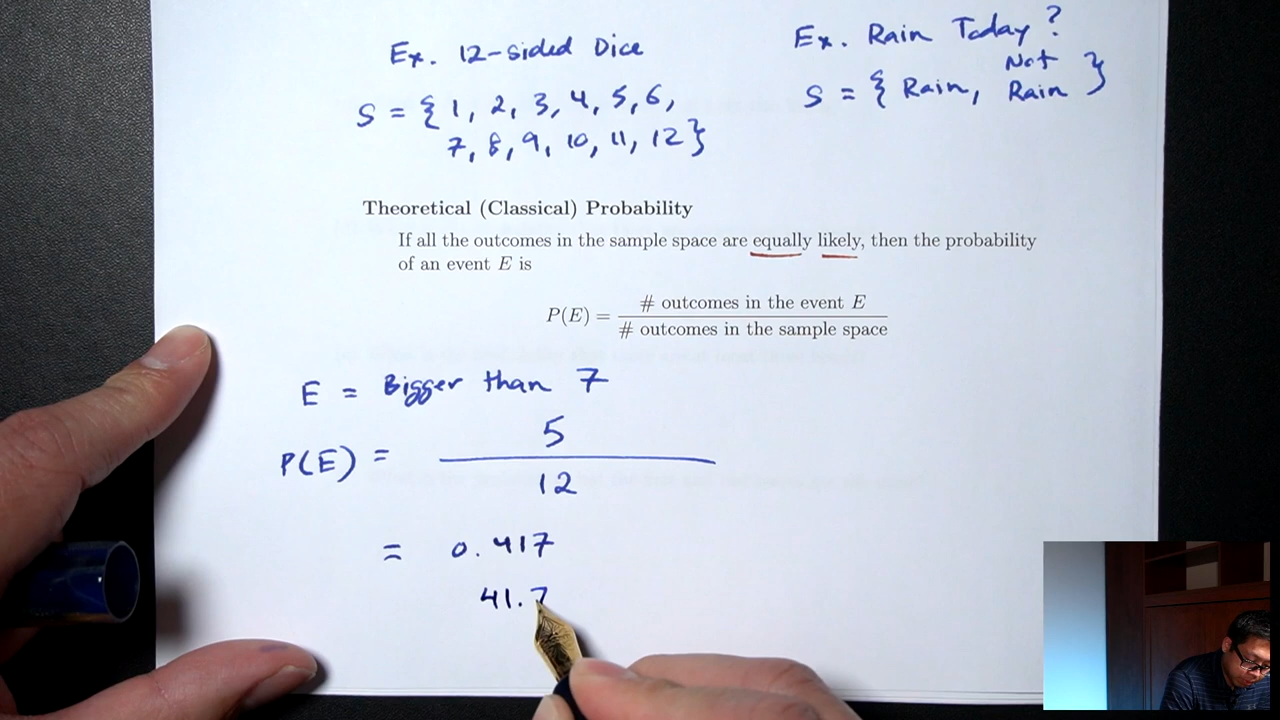 Ex. 12-sided Dice
S = {1, 2, 3, 4, 5, 6,
7, 8, 9, 10, 11, 12}
Ex. Rain Today?
S = {Rain, Not Rain}
Theoretical (Classical) Probability
If all the outcomes in the sample space are equally likely, then the probability
of an event E is
P(E) = # outcomes in the event E / # outcomes in the sample space
E = Bigger than 7
P(E) = 5 / 12
= 0.417
41.7